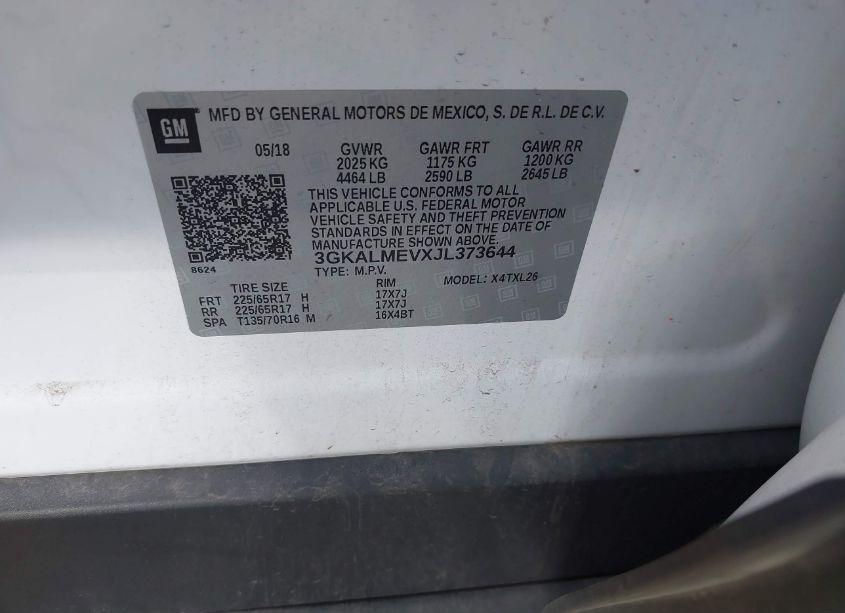 GM
MFD BY GENERAL MOTORS DE MEXICO, S. DE R.L. DE C.V.
05/18 GVWR GAWR FRT GAWR RR
2025 KG 1175 KG 1200 KG
4464 LB 2590 LB 2645 LB
THIS VEHICLE CONFORMS TO ALL
APPLICABLE U.S. FEDERAL MOTOR
VEHICLE SAFETY AND THEFT PREVENTION
STANDARDS IN EFFECT ON THE DATE OF
MANUFACTURE SHOWN ABOVE.
3GKALMEVXJL373644
8624
TYPE: M.P.V. MODEL: X4TXL26
TIRE SIZE RIM
FRT 225/65R17 H 17X7J
RR 225/65R17 H 17X7J
SPA T135/70R16 M 16X4BT